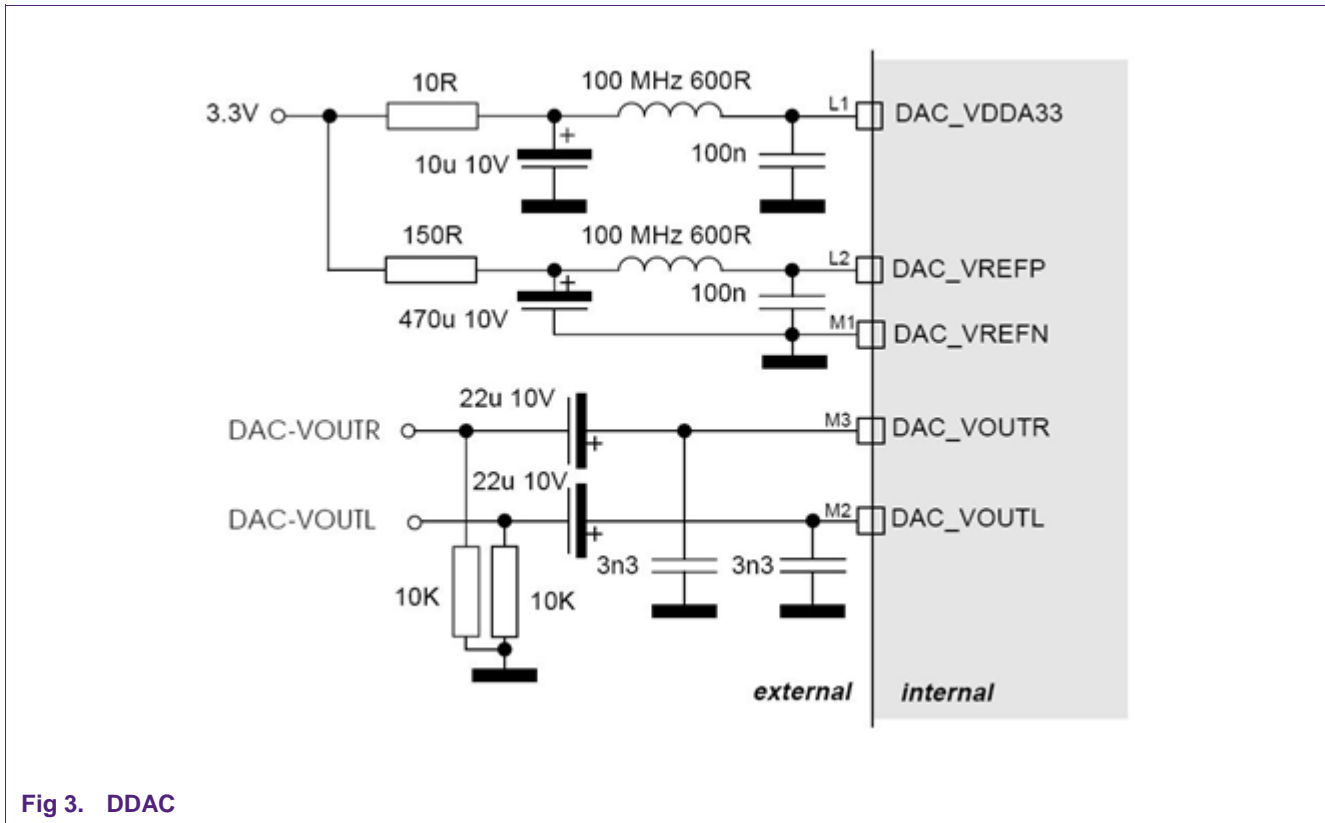 10R
100 MHz 600R
3.3V
L1
DAC_VDDA33
+
10u 10V
100n
150R
100 MHz 600R
L2
DAC_VREFP
+
470u 10V
100n
M1
DAC_VREFN
22u 10V
DAC-VOUTR
+
M3
DAC_VOUTR
22u 10V
DAC-VOUTL
+
M2
DAC_VOUTL
3n3
3n3
10K
10K
external
internal
Fig 3. DDAC